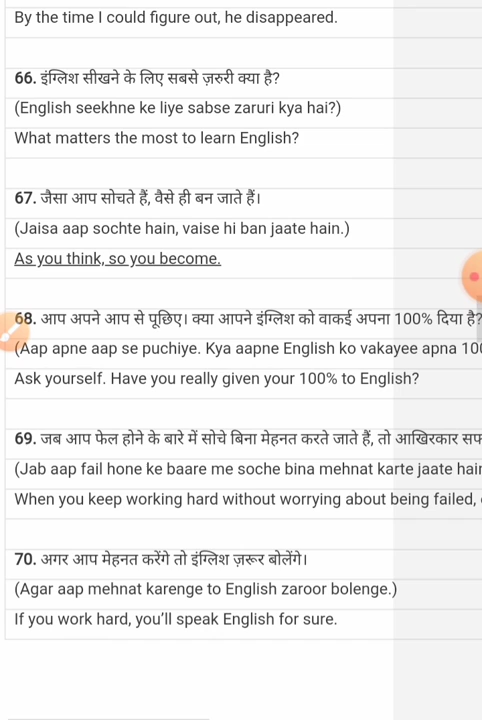 By the time I could figure out, he disappeared.
66. इंग्लिश सीखने के लिए सबसे ज़रुरी क्या है?
(English seekhne ke liye sabse zaruri kya hai?)
What matters the most to learn English?
67. जैसा आप सोचते हैं, वैसे ही बन जाते हैं।
(Jaisa aap sochte hain, vaise hi ban jaate hain.)
As you think, so you become.
68. आप अपने आप से पूछिए। क्या आपने इंग्लिश को वाकई अपना 100% दिया है?
(Aap apne aap se puchiye. Kya aapne English ko vakayee apna
Ask yourself. Have you really given your 100% to English?
69. जब आप फेल होने के बारे में सोचे बिना मेहनत करते जाते हैं, तो आखिरकार
(Jab aap fail hone ke baare me soche bina mehnat karte jaate
When you keep working hard without worrying about being failed,
70. अगर आप मेहनत करेंगे तो इंग्लिश ज़रूर बोलेंगे।
(Agar aap mehnat karenge to English zaroor bolenge.)
If you work hard, you’ll speak English for sure.